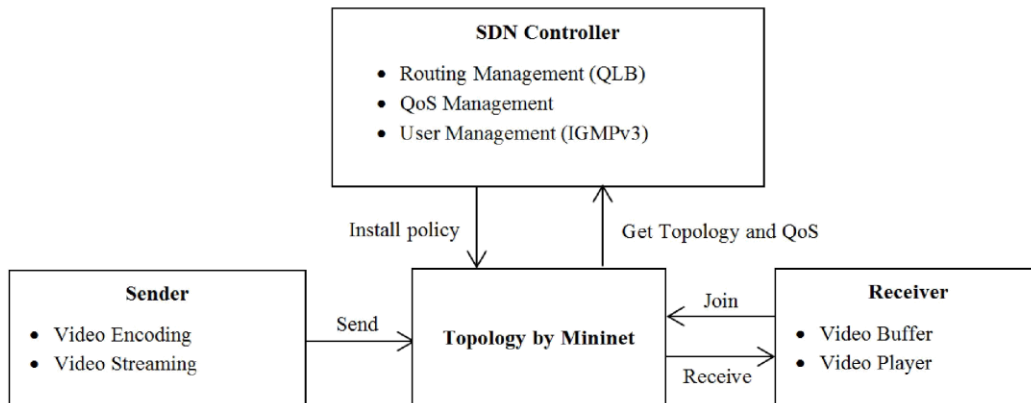 SDN Controller
• Routing Management (QLB)
• QoS Management
• User Management (IGMPv3)
Install policy
Get Topology and QoS
Sender
• Video Encoding
• Video Streaming
Send
Topology by Mininet
Join
Receive
Receiver
• Video Buffer
• Video Player